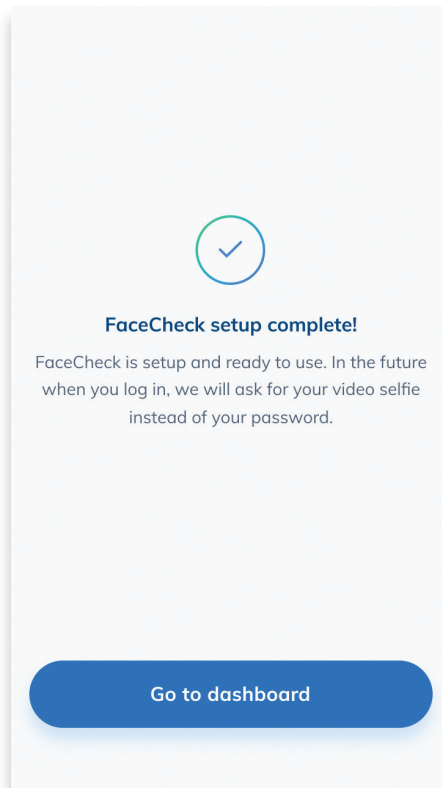 FaceCheck setup complete!
FaceCheck is setup and ready to use. In the future
when you log in, we will ask for your video selfie
instead of your password.
Go to dashboard